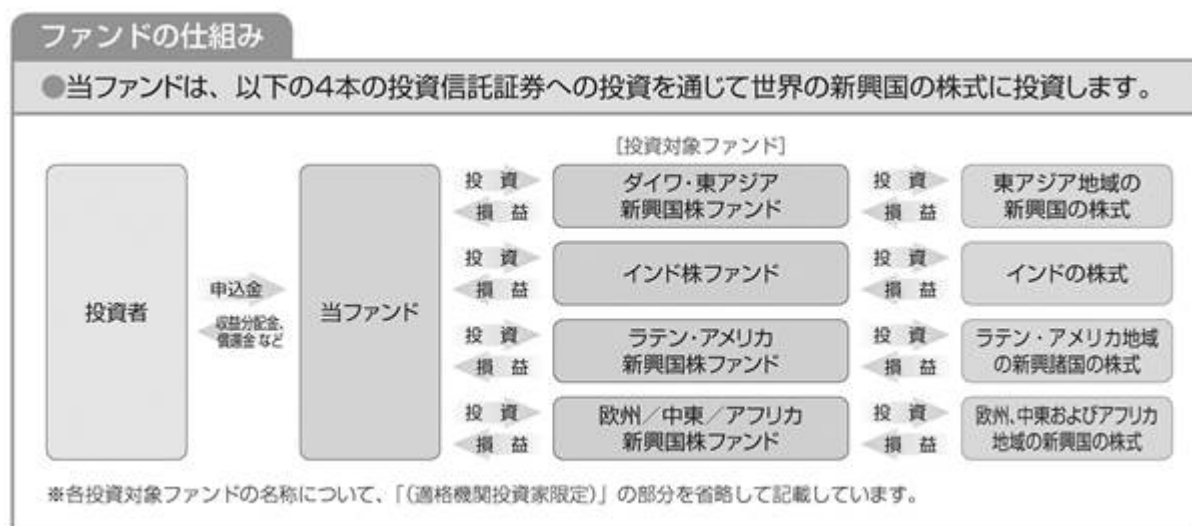 ファンドの仕組み
●当ファンドは、以下の4本の投資信託証券への投資を通じて世界の新興国の株式に投資します。
[投資対象ファンド]
投資者
申込金
収益分配金、
償還金 など
当ファンド
投 資
損 益
ダイワ・東アジア
新興国株ファンド
投 資
損 益
東アジア地域の
新興国の株式
投 資
損 益
インド株ファンド
投 資
損 益
インドの株式
投 資
損 益
ラテン・アメリカ
新興国株ファンド
投 資
損 益
ラテン・アメリカ地域
の新興諸国の株式
投 資
損 益
欧州／中東／アフリカ
新興国株ファンド
投 資
損 益
欧州、中東およびアフリカ
地域の新興国の株式
※各投資対象ファンドの名称について、「(適格機関投資家限定)」の部分を省略して記載しています。